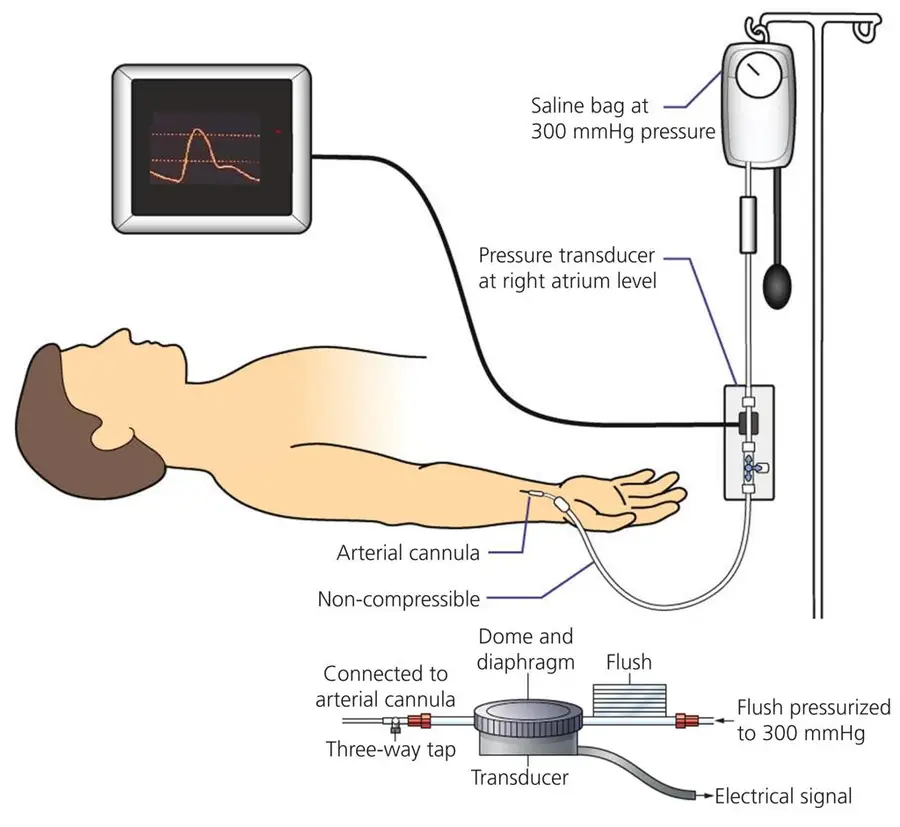 Saline bag at
300 mmHg pressure
Pressure transducer
at right atrium level
Arterial cannula
Non-compressible
Dome and
diaphragm
Flush
Connected to
arterial cannula
Flush pressurized
to 300 mmHg
Three-way tap
Transducer
Electrical signal